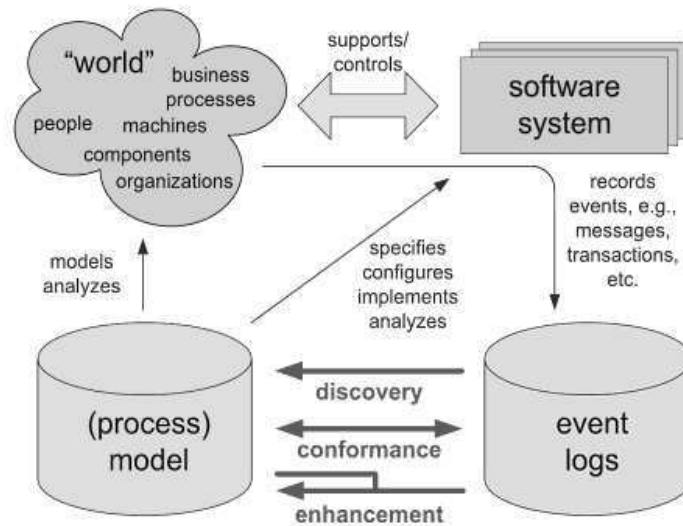 “world”
business
processes
people
machines
components
organizations
supports/
controls
software
system
records
events, e.g.,
messages,
transactions,
etc.
models
analyzes
specifies
configures
implements
analyzes
(process)
model
discovery
conformance
enhancement
event
logs